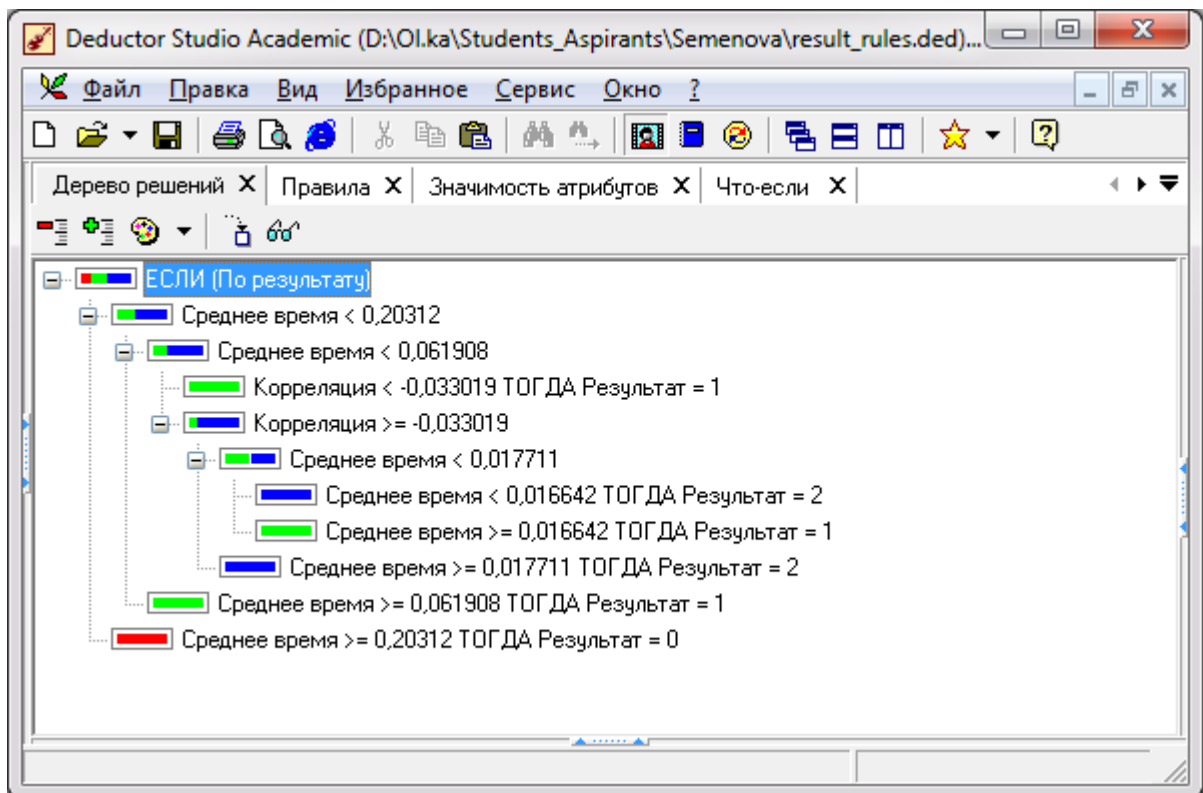 Deductor Studio Academic (D:\Ol.ka\Students_Aspirants\Semenova\result_rules.ded)...
Файл Правка Вид Избранное Сервис Окно ?
Дерево решений X Правила X Значимость атрибутов X Что-если X
ЕСЛИ (По результату)
Среднее время < 0,20312
Среднее время < 0,061908
Корреляция < -0,033019 ТОГДА Результат = 1
Корреляция >= -0,033019
Среднее время < 0,017711
Среднее время < 0,016642 ТОГДА Результат = 2
Среднее время >= 0,016642 ТОГДА Результат = 1
Среднее время >= 0,017711 ТОГДА Результат = 2
Среднее время >= 0,061908 ТОГДА Результат = 1
Среднее время >= 0,20312 ТОГДА Результат = 0